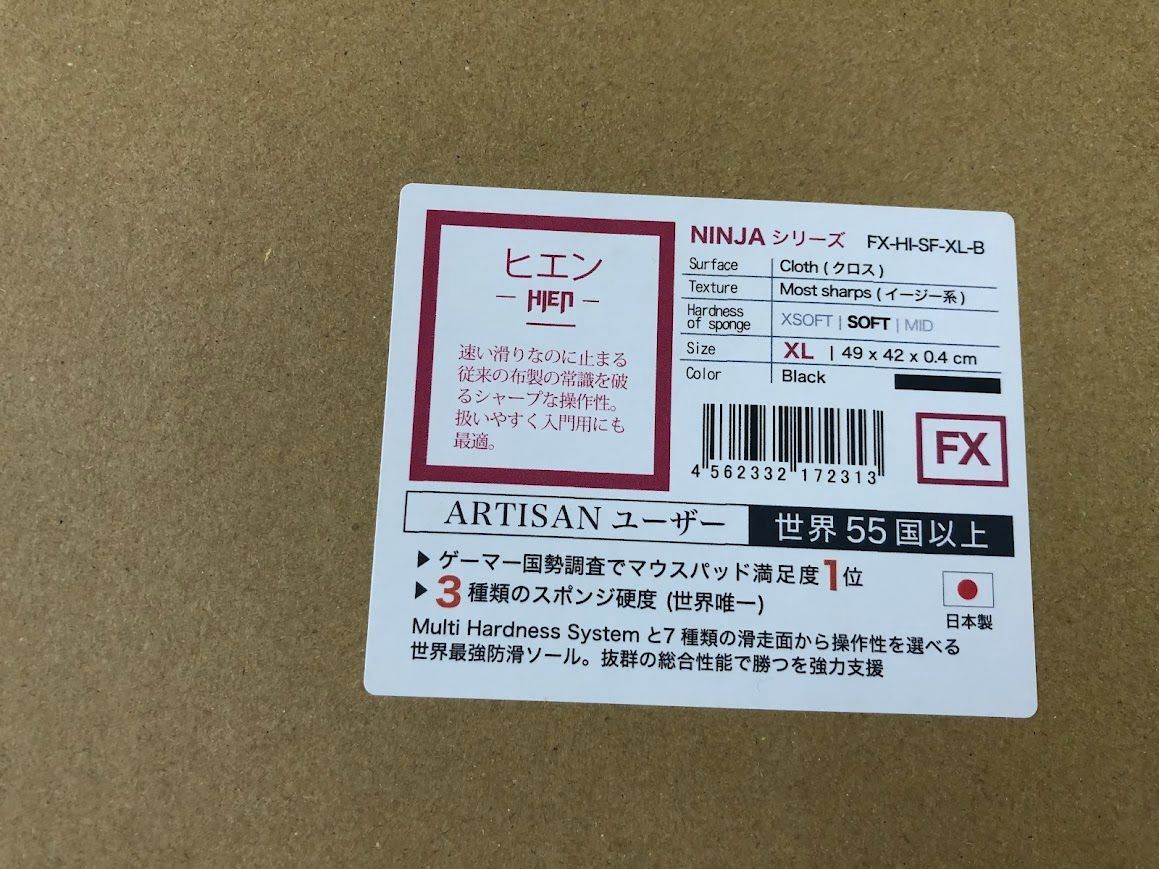 ヒエン
HIEN
速い滑りなのに止まる
従来の布製の常識を破
るシャープな操作性。
扱いやすく入門用にも
最適。
NINJA シリーズ FX-HI-SF-XL-B
Surface Cloth (クロス)
Texture Most sharps (イージー系)
Hardness of sponge XSOFT | SOFT | MID
Size XL | 49 x 42 x 0.4 cm
Color Black
4 562332 172313
FX
ARTISAN ユーザー 世界 55 国以上
▶ ゲーマー国勢調査でマウスパッド満足度1位
▶ 3種類のスポンジ硬度 (世界唯一)
日本製
Multi Hardness System と7 種類の滑走面から操作性を選べる
世界最強防滑ソール。抜群の総合性能で勝つを強力支援